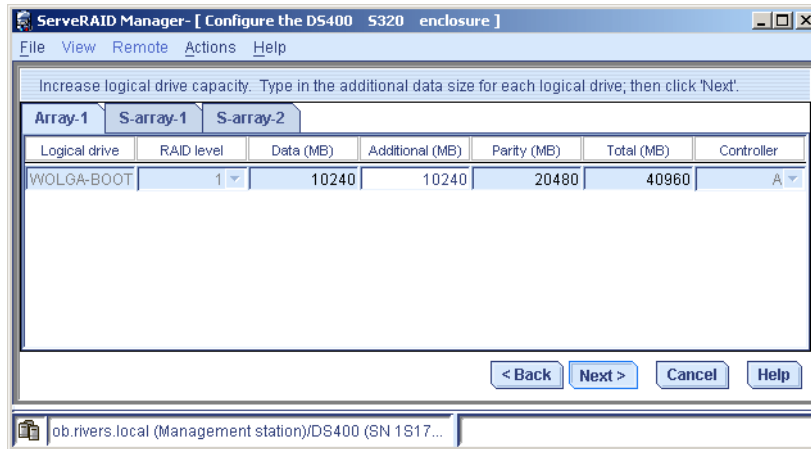 ServeRAID Manager- [ Configure the DS400 5320 enclosure ]
File View Remote Actions Help
Increase logical drive capacity. Type in the additional data size for each logical drive; then click 'Next'.
Array-1 S-array-1 S-array-2
Logical drive RAID level Data (MB) Additional (MB) Parity (MB) Total (MB) Controller
WOLGA-BOOT 1 10240 10240 20480 40960 A
< Back Next > Cancel Help
ob.rivers.local (Management station)/DS400 (SN 1S17...